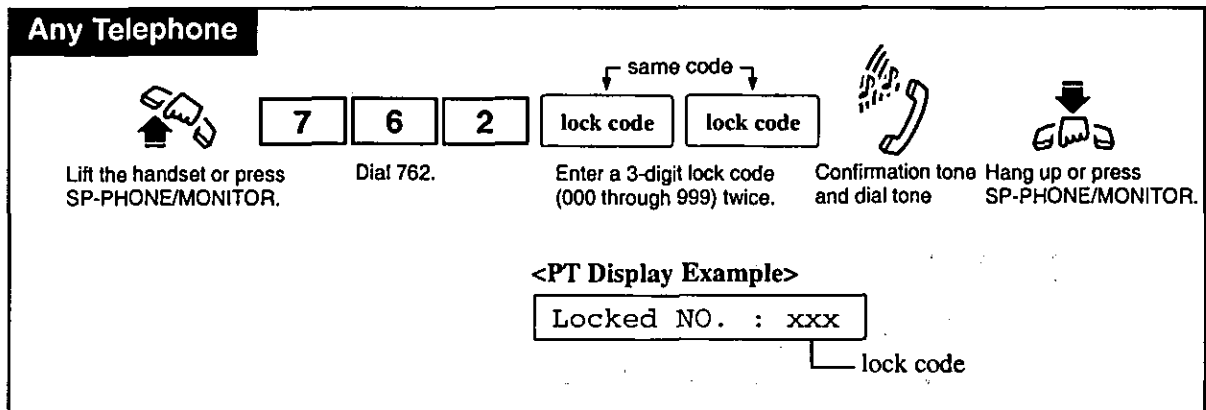 Any Telephone
same code
7 6 2 lock code lock code
Lift the handset or press
SP-PHONE/MONITOR.
Dial 762.
Enter a 3-digit lock code
(000 through 999) twice.
Confirmation tone
and dial tone
Hang up or press
SP-PHONE/MONITOR.
<PT Display Example>
Locked NO. : xxx
lock code